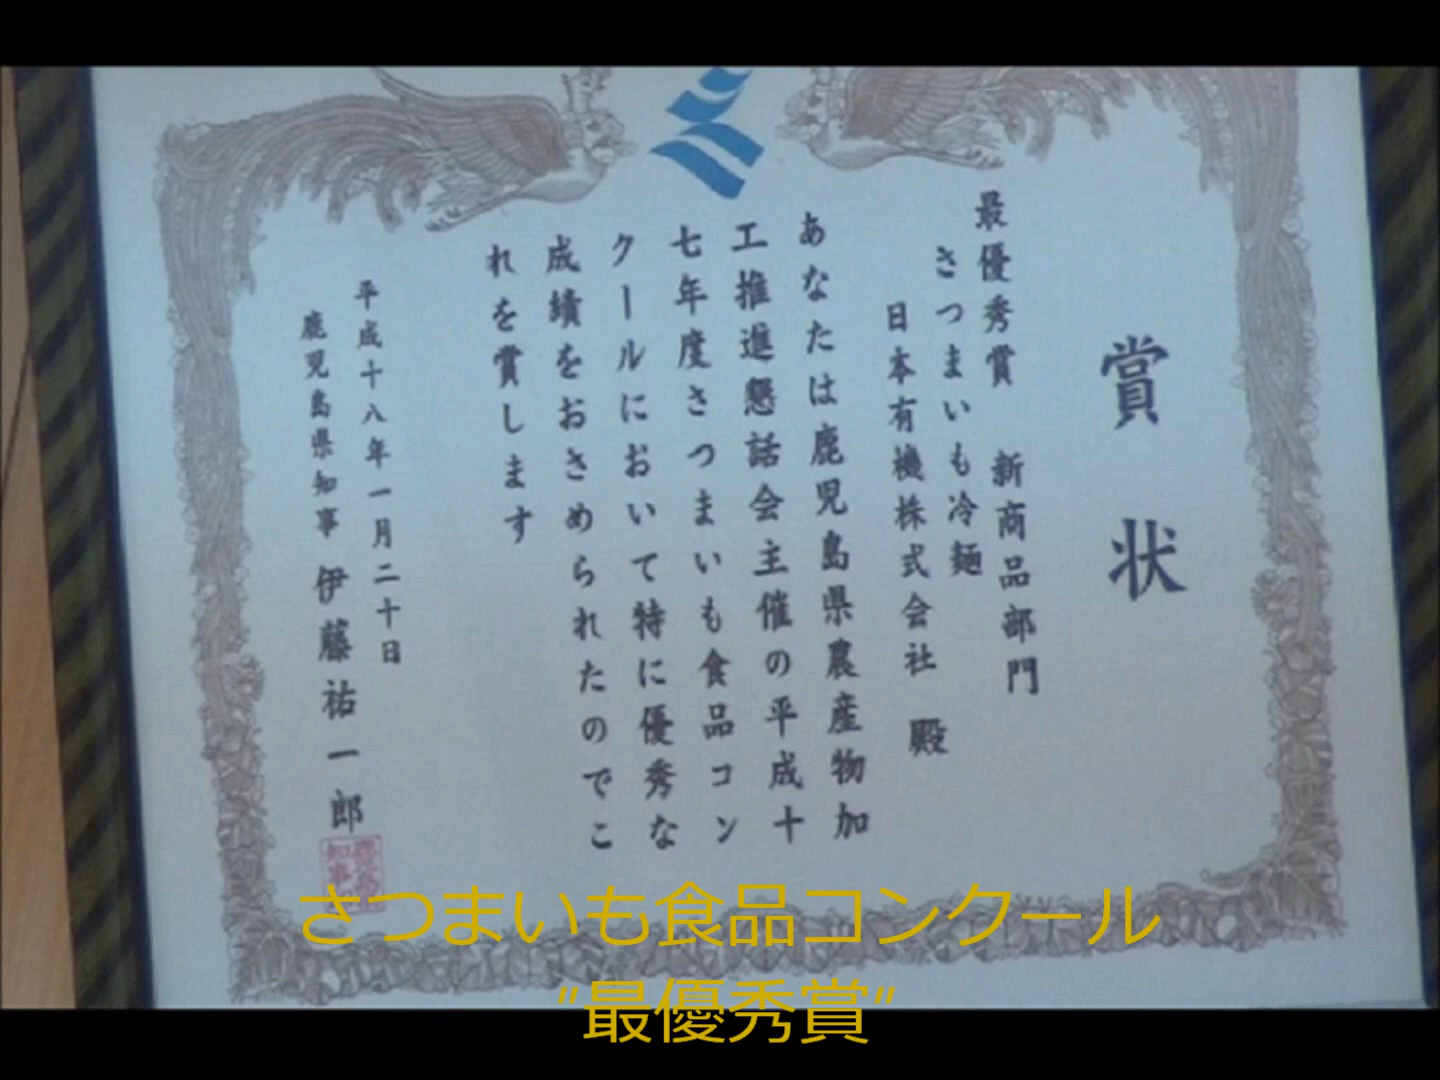 賞状
最優秀賞 新商品部門
さつまいも冷麺
日本有機株式会社 殿
あなたは鹿児島県農産物加
工推進懇話会主催の平成十
七年度さつまいも食品コン
クールにおいて特に優秀な
成績をおさめられたのでこ
れを賞します
平成十八年一月二十日
鹿児島県知事 伊藤祐一郎
さつまいも食品コンクール
"最優秀賞"